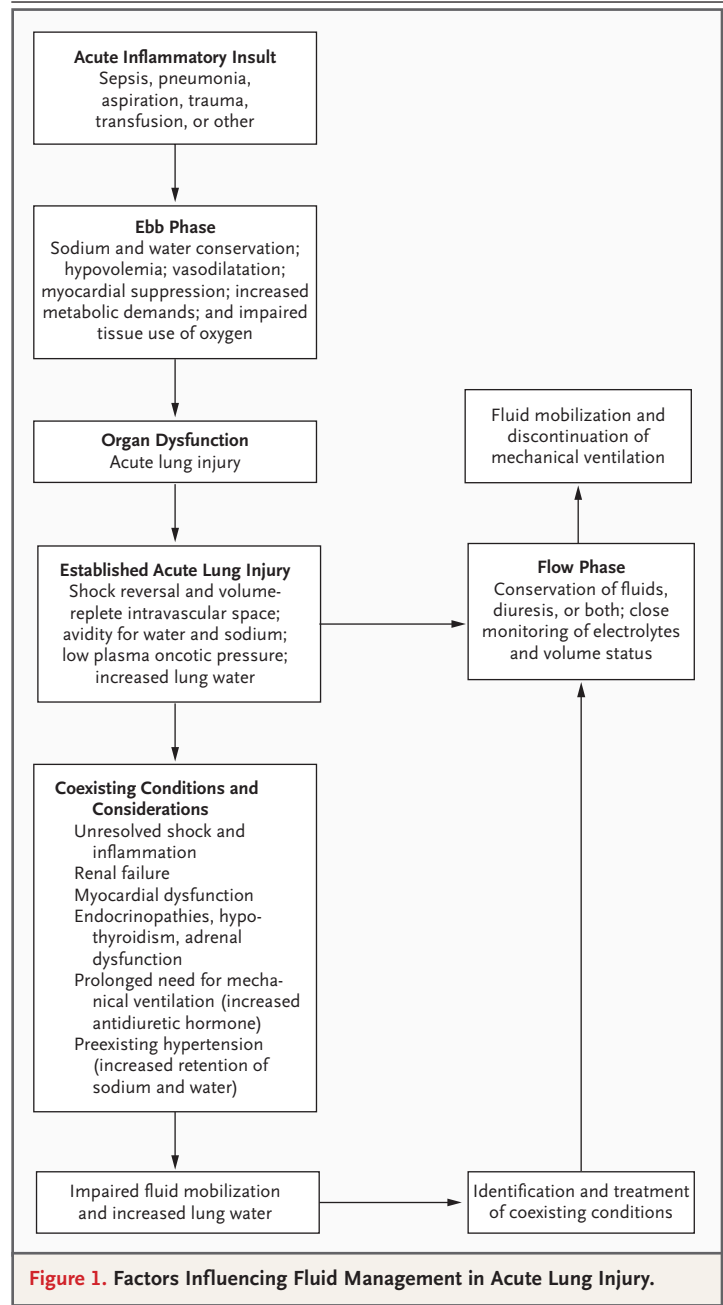 Acute Inflammatory Insult
Sepsis, pneumonia,
aspiration, trauma,
transfusion, or other
Ebb Phase
Sodium and water conservation;
hypovolemia; vasodilatation;
myocardial suppression; increased
metabolic demands; and impaired
tissue use of oxygen
Organ Dysfunction
Acute lung injury
Fluid mobilization and
discontinuation of
mechanical ventilation
Established Acute Lung Injury
Shock reversal and volume-
replete intravascular space;
avidity for water and sodium;
low plasma oncotic pressure;
increased lung water
Flow Phase
Conservation of fluids,
diuresis, or both; close
monitoring of electrolytes
and volume status
Coexisting Conditions and
Considerations
Unresolved shock and
inflammation
Renal failure
Myocardial dysfunction
Endocrinopathies, hypo-
thyroidism, adrenal
dysfunction
Prolonged need for mecha-
nical ventilation (increased
antidiuretic hormone)
Preexisting hypertension
(increased retention of
sodium and water)
Impaired fluid mobilization
and increased lung water
Identification and treatment
of coexisting conditions
Figure 1. Factors Influencing Fluid Management in Acute Lung Injury.